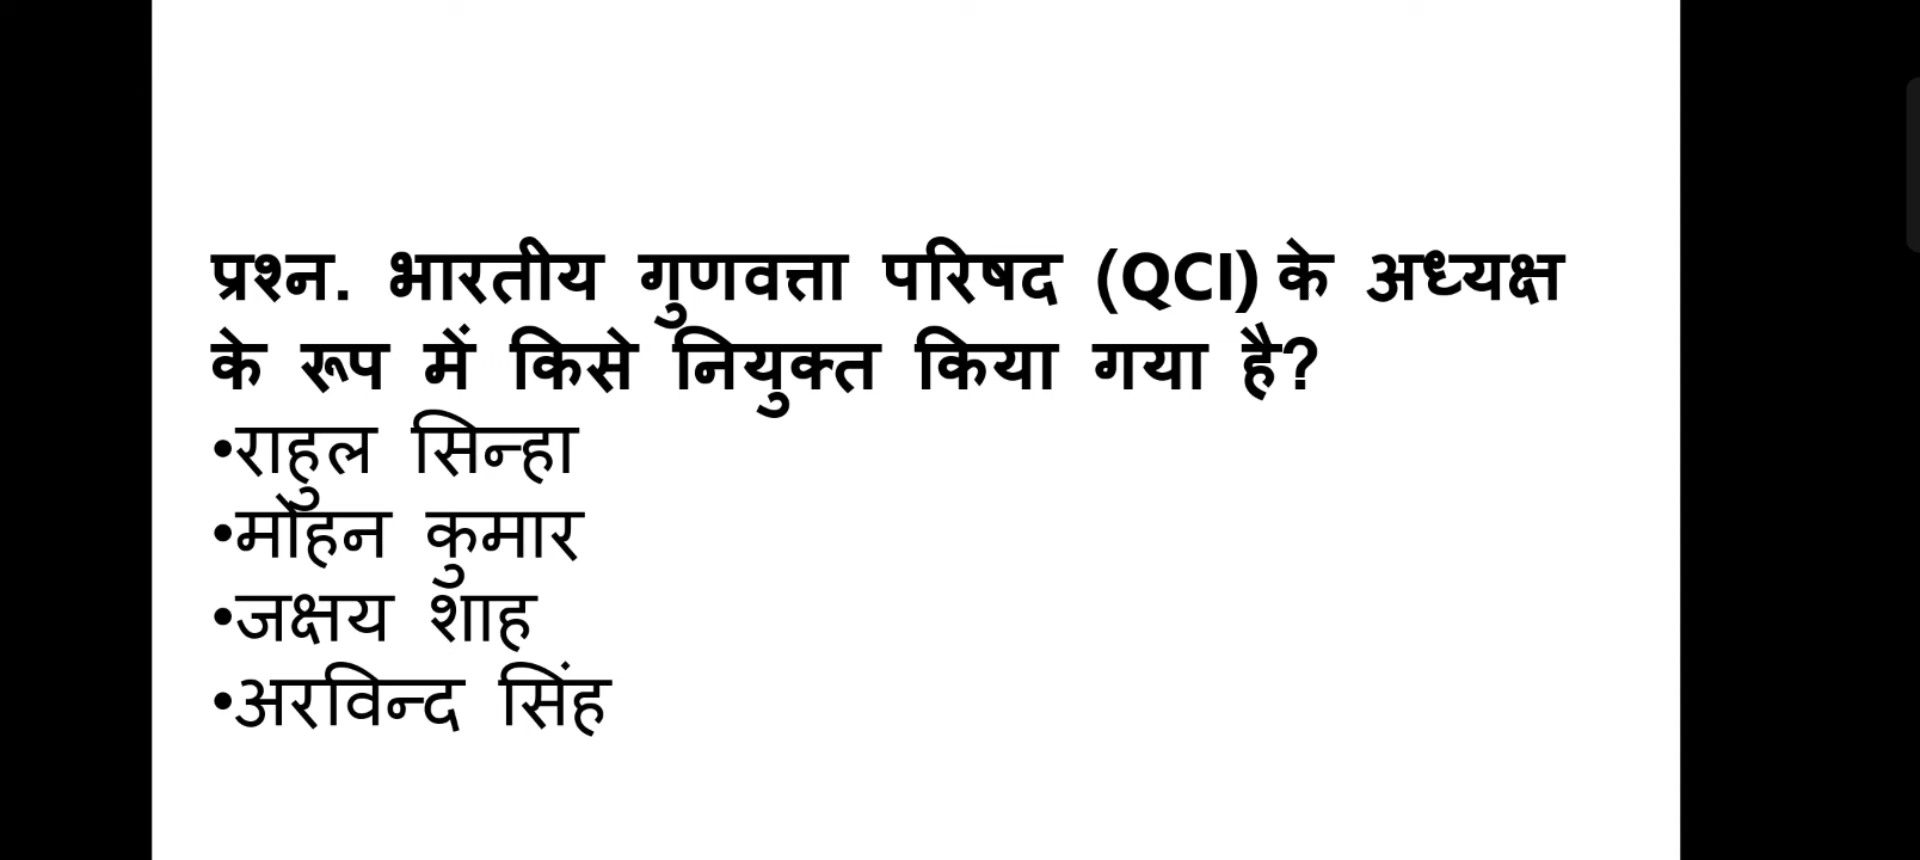 प्रश्न. भारतीय गुणवत्ता परिषद (QCI) के अध्यक्ष
के रूप में किसे नियुक्त किया गया है?
•राहुल सिन्हा
•मोहन कुमार
•जक्षय शाह
•अरविन्द सिंह